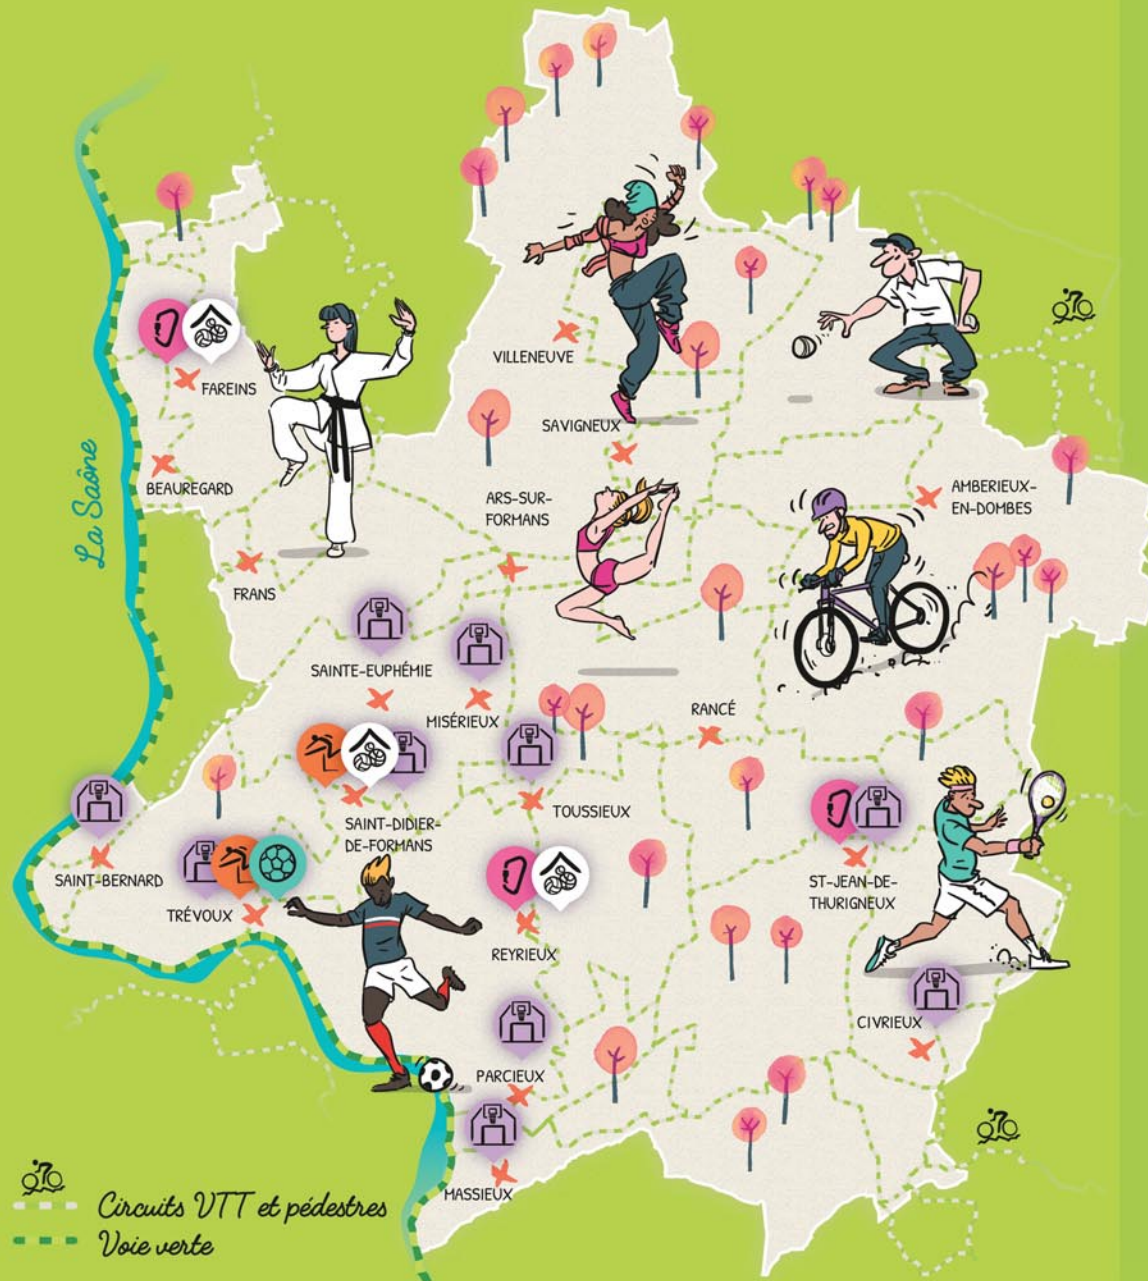 La Saône
FAREINS
BEAUREGARD
VILLENEUVE
SAVIGNEUX
ARS-SUR-
FORMANS
AMBERIEUX-
EN-DOMBES
FRANS
SAINTE-EUPHÉMIE
MISÉRIEUX
RANCÉ
TOUSSIEUX
SAINT-DIDIER-
DE-FORMANS
SAINT-BERNARD
TRÉVOUX
ST-JEAN-DE-
THURIGNEUX
REYRIEUX
CIVRIEUX
PARCIEUX
MASSIEUX
Circuits VTT et pédestres
Voie verte